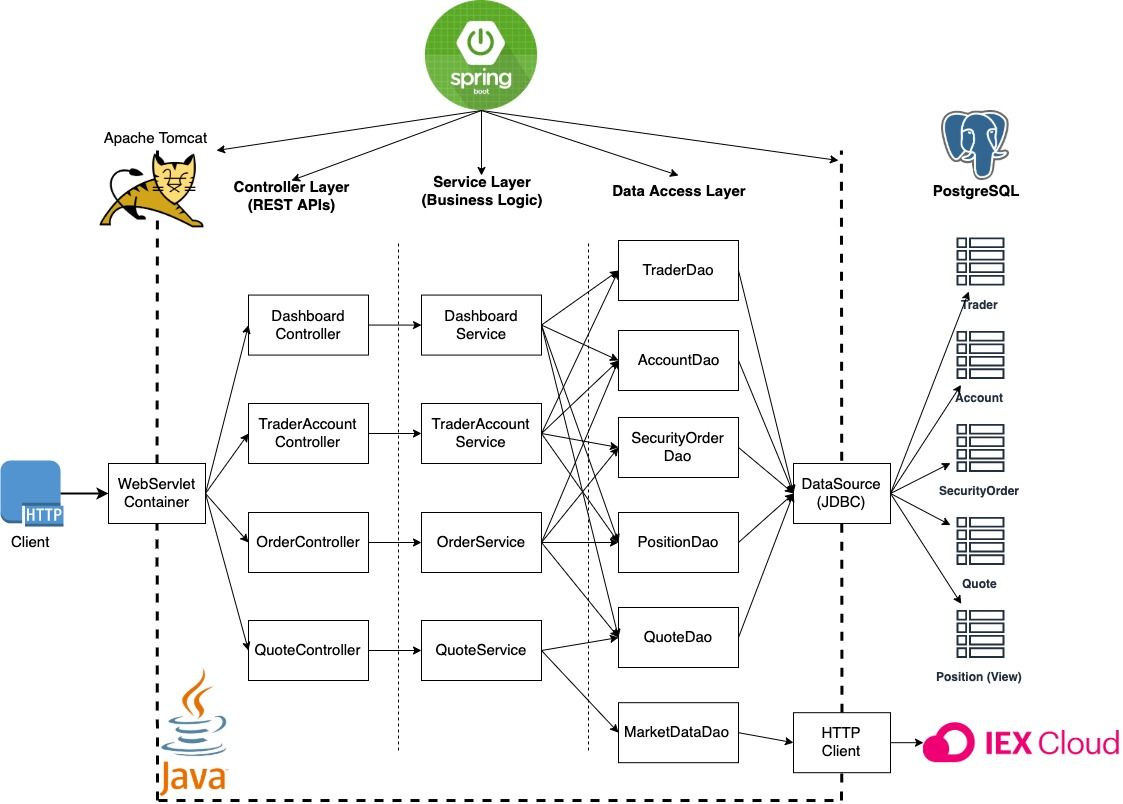 spring
boot
Apache Tomcat
Controller Layer
(REST APIs)
Service Layer
(Business Logic)
Data Access Layer
PostgreSQL
TraderDao
Trader
Dashboard
Controller
Dashboard
Service
AccountDao
Account
TraderAccount
Controller
TraderAccount
Service
SecurityOrder
Dao
SecurityOrder
HTTP
Client
WebServlet
Container
DataSource
(JDBC)
OrderController
OrderService
PositionDao
Quote
QuoteController
QuoteService
QuoteDao
Position (View)
MarketDataDao
HTTP
Client
IEX Cloud
Java